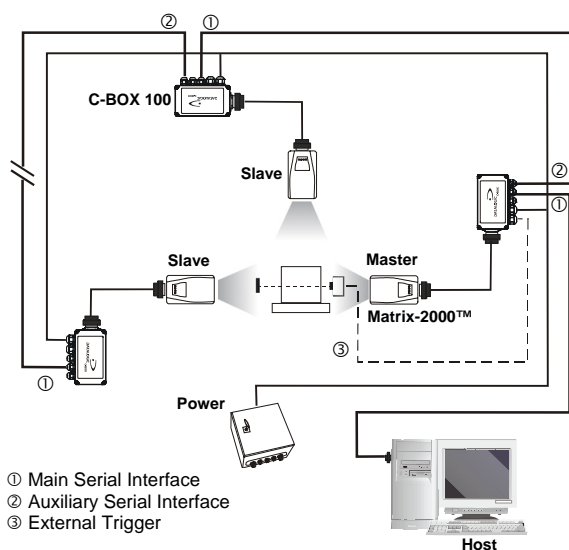 ② ①
C-BOX 100
Slave
②
①
Slave
Master
Matrix-2000™
③
①
Power
① Main Serial Interface
② Auxiliary Serial Interface
③ External Trigger
Host